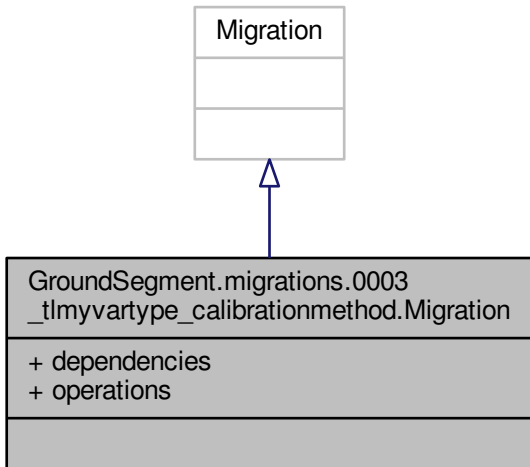 Migration
GroundSegment.migrations.0003
_tlmyvartype_calibrationmethod.Migration
+ dependencies
+ operations